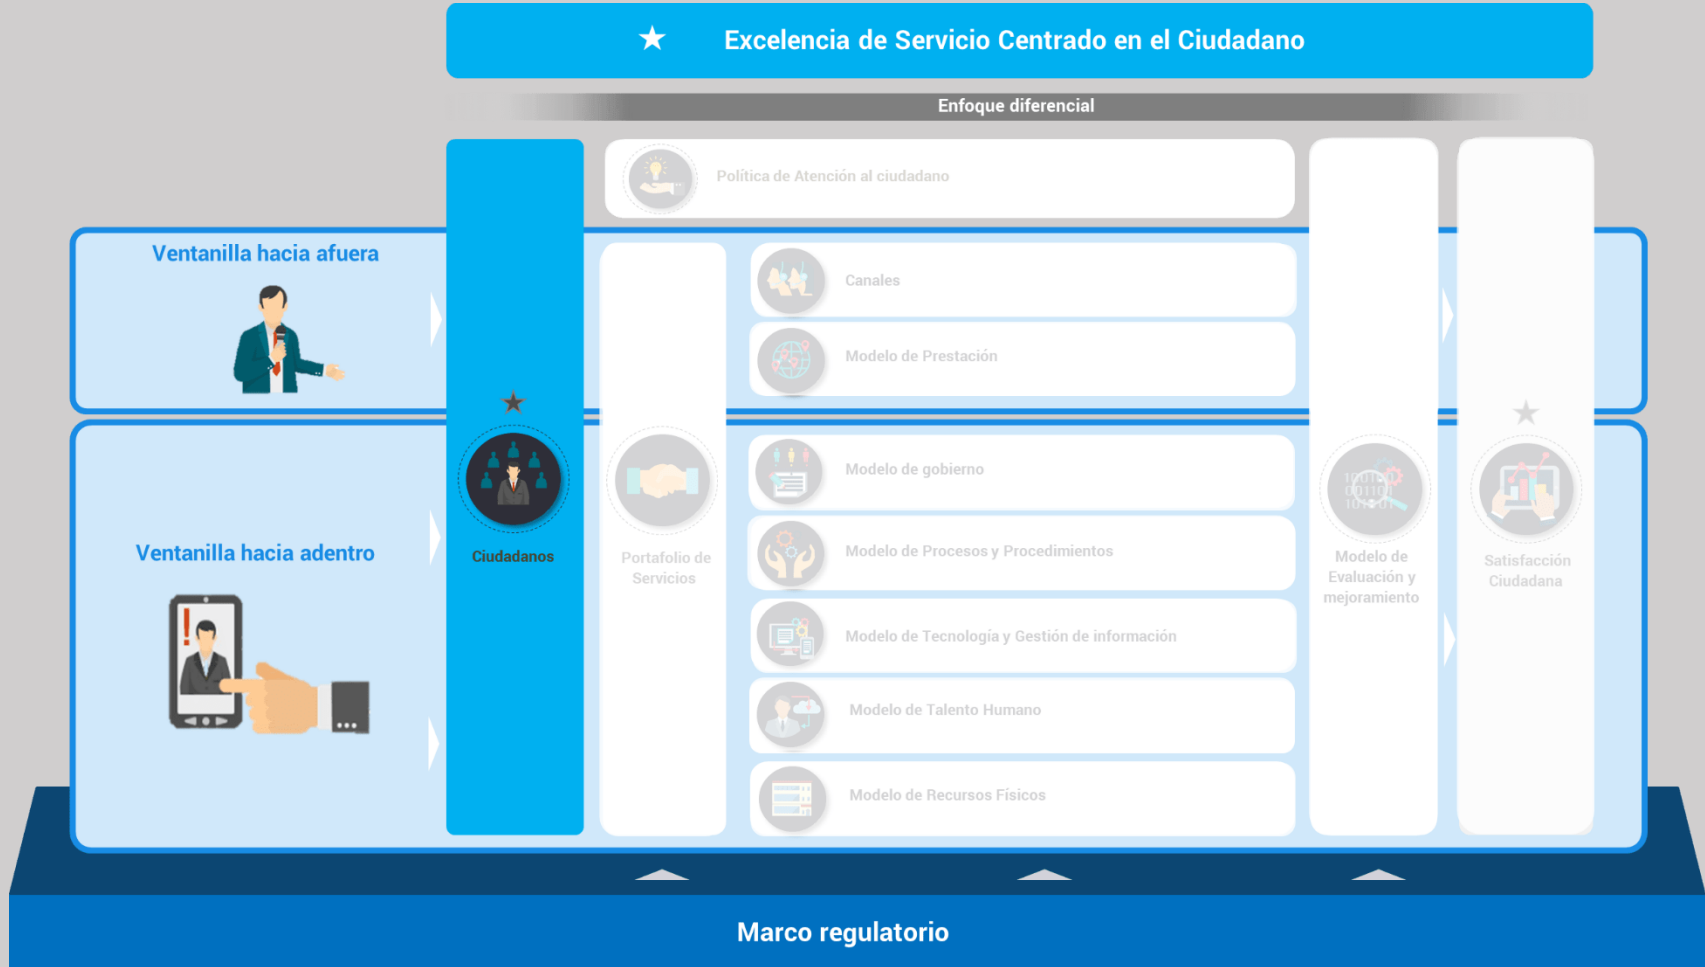 Excelencia de Servicio Centrado en el Ciudadano
Enfoque diferencial
Política de Atención al ciudadano
Ventanilla hacia afuera
Canales
Modelo de Prestación
Ventanilla hacia adentro
Ciudadanos
Portafolio de
Servicios
Modelo de gobierno
Modelo de Procesos y Procedimientos
Modelo de Tecnología y Gestión de información
Modelo de Talento Humano
Modelo de Recursos Físicos
Modelo de
Evaluación y
mejoramiento
Satisfacción
Ciudadana
Marco regulatorio